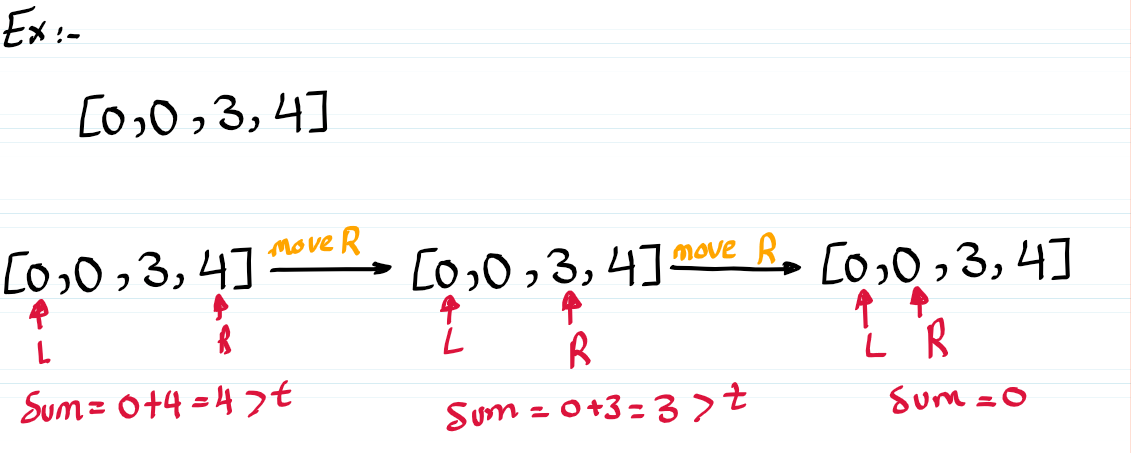 Ex :-
[0,0,3,4]
[0,0,3,4] move R [0,0,3,4] move R [0,0,3,4]
L R L R L R
Sum = 0+4 = 4 > t Sum = 0+3 = 3 > t Sum = 0